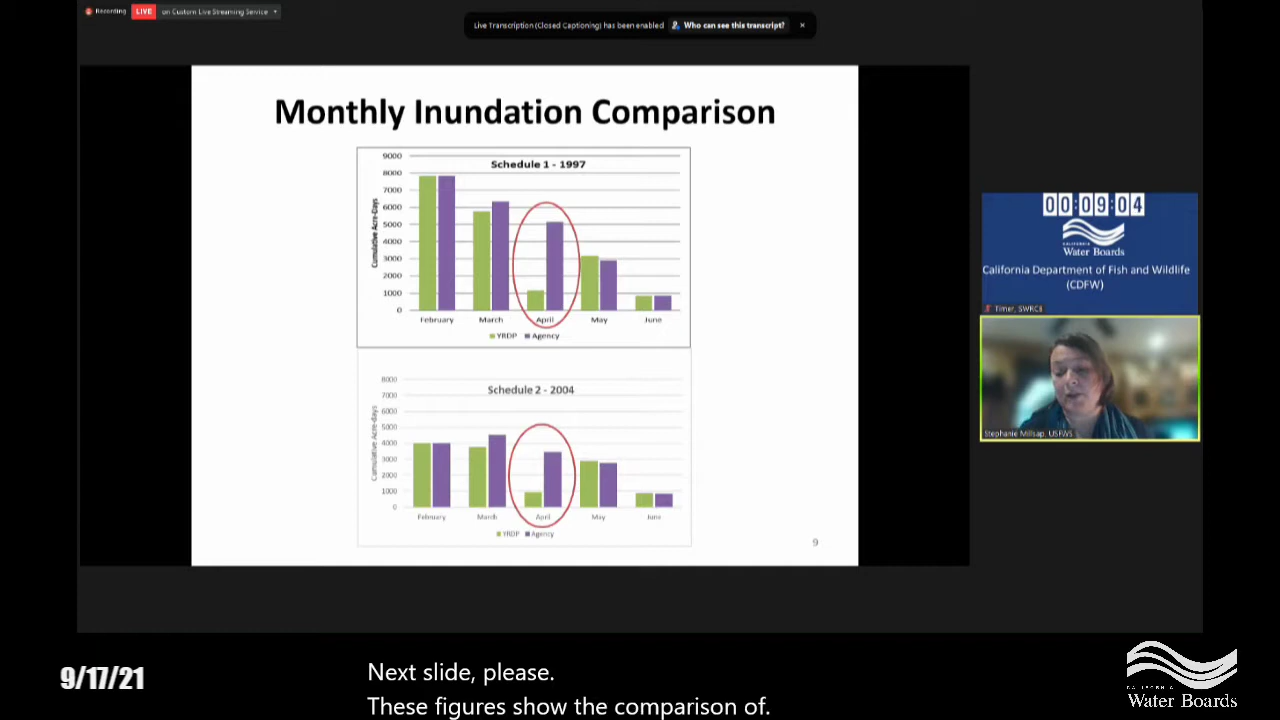 Recording LIVE on Custom Live Streaming Service
Live Transcription (Closed Captioning) has been enabled Who can see this transcript? ×
Monthly Inundation Comparison
Schedule 1 - 1997
Cumulative Acre-Days
9000
8000
7000
6000
5000
4000
3000
2000
1000
0
February March April May June
YRDP Agency
Schedule 2 - 2004
Cumulative Acre-days
8000
7000
6000
5000
4000
3000
2000
1000
0
February March April May June
YRDP Agency
9
00:09:04
CALIFORNIA
Water Boards
California Department of Fish and Wildlife
(CDFW)
Timer, SWRCB
Stephanie Millsap, USFWS
9/17/21
Next slide, please.
These figures show the comparison of.
CALIFORNIA
Water Boards